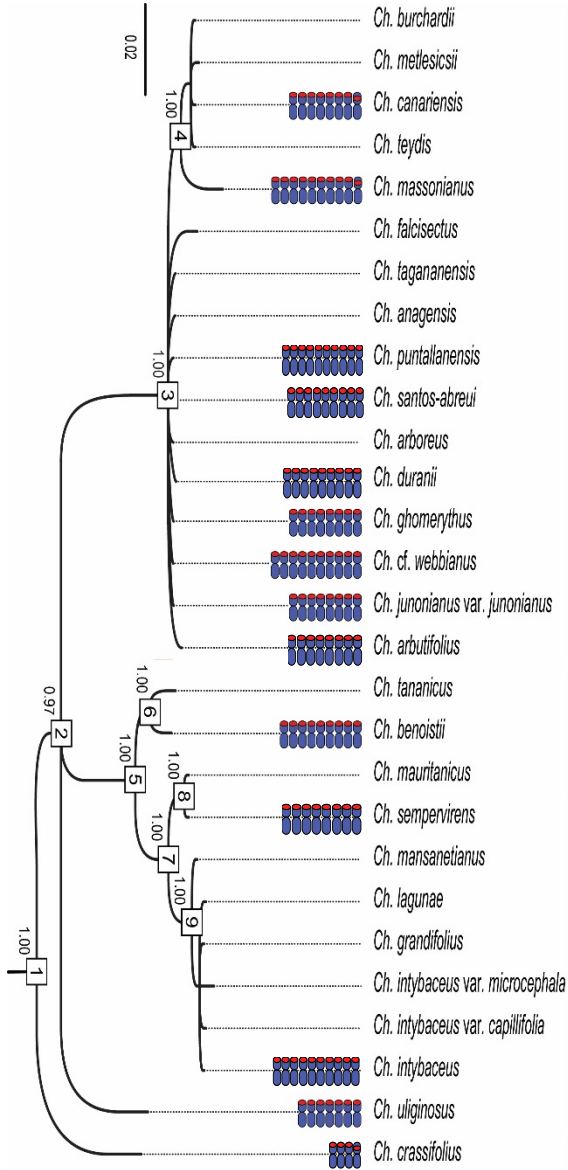 Ch. burchardii
0.02
Ch. metlesicsii
1.00
Ch. canariensis
4
Ch. teydis
Ch. massonianus
Ch. falcisectus
Ch. tagananensis
Ch. anagensis
1.00
Ch. puntallanensis
3
Ch. santos-abreui
Ch. arboreus
Ch. duranii
Ch. ghomerythus
Ch. cf. webbianus
Ch. junonianus var. junonianus
Ch. arbutifolius
1.00
Ch. tananicus
0.97
6
2
Ch. benoistii
1.00
5
1.00
Ch. mauritanicus
8
Ch. sempervirens
1.00
7
Ch. mansanetianus
1.00
Ch. lagunae
9
1.00
Ch. grandifolius
1
Ch. intybaceus var. microcephala
Ch. intybaceus var. capillifolia
Ch. intybaceus
Ch. uliginosus
Ch. crassifolius